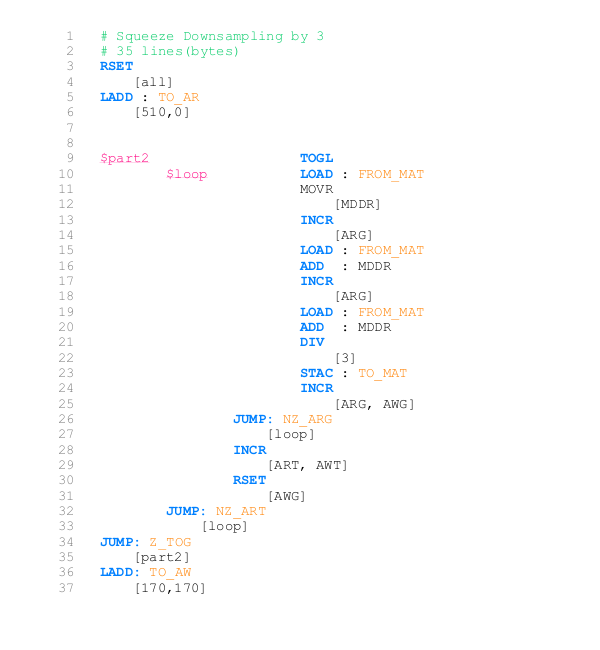 1 # Squeeze Downsampling by 3
2 # 35 lines(bytes)
3 RSET
4 [all]
5 LADD : TO_AR
6 [510,0]
7
8
9 $part2 TOGL
10 $loop LOAD : FROM_MAT
11 MOVR
12 [MDDR]
13 INCR
14 [ARG]
15 LOAD : FROM_MAT
16 ADD : MDDR
17 INCR
18 [ARG]
19 LOAD : FROM_MAT
20 ADD : MDDR
21 DIV
22 [3]
23 STAC : TO_MAT
24 INCR
25 [ARG, AWG]
26 JUMP: NZ_ARG
27 [loop]
28 INCR
29 [ART, AWT]
30 RSET
31 [AWG]
32 JUMP: NZ_ART
33 [loop]
34 JUMP: Z_TOG
35 [part2]
36 LADD: TO_AW
37 [170,170]